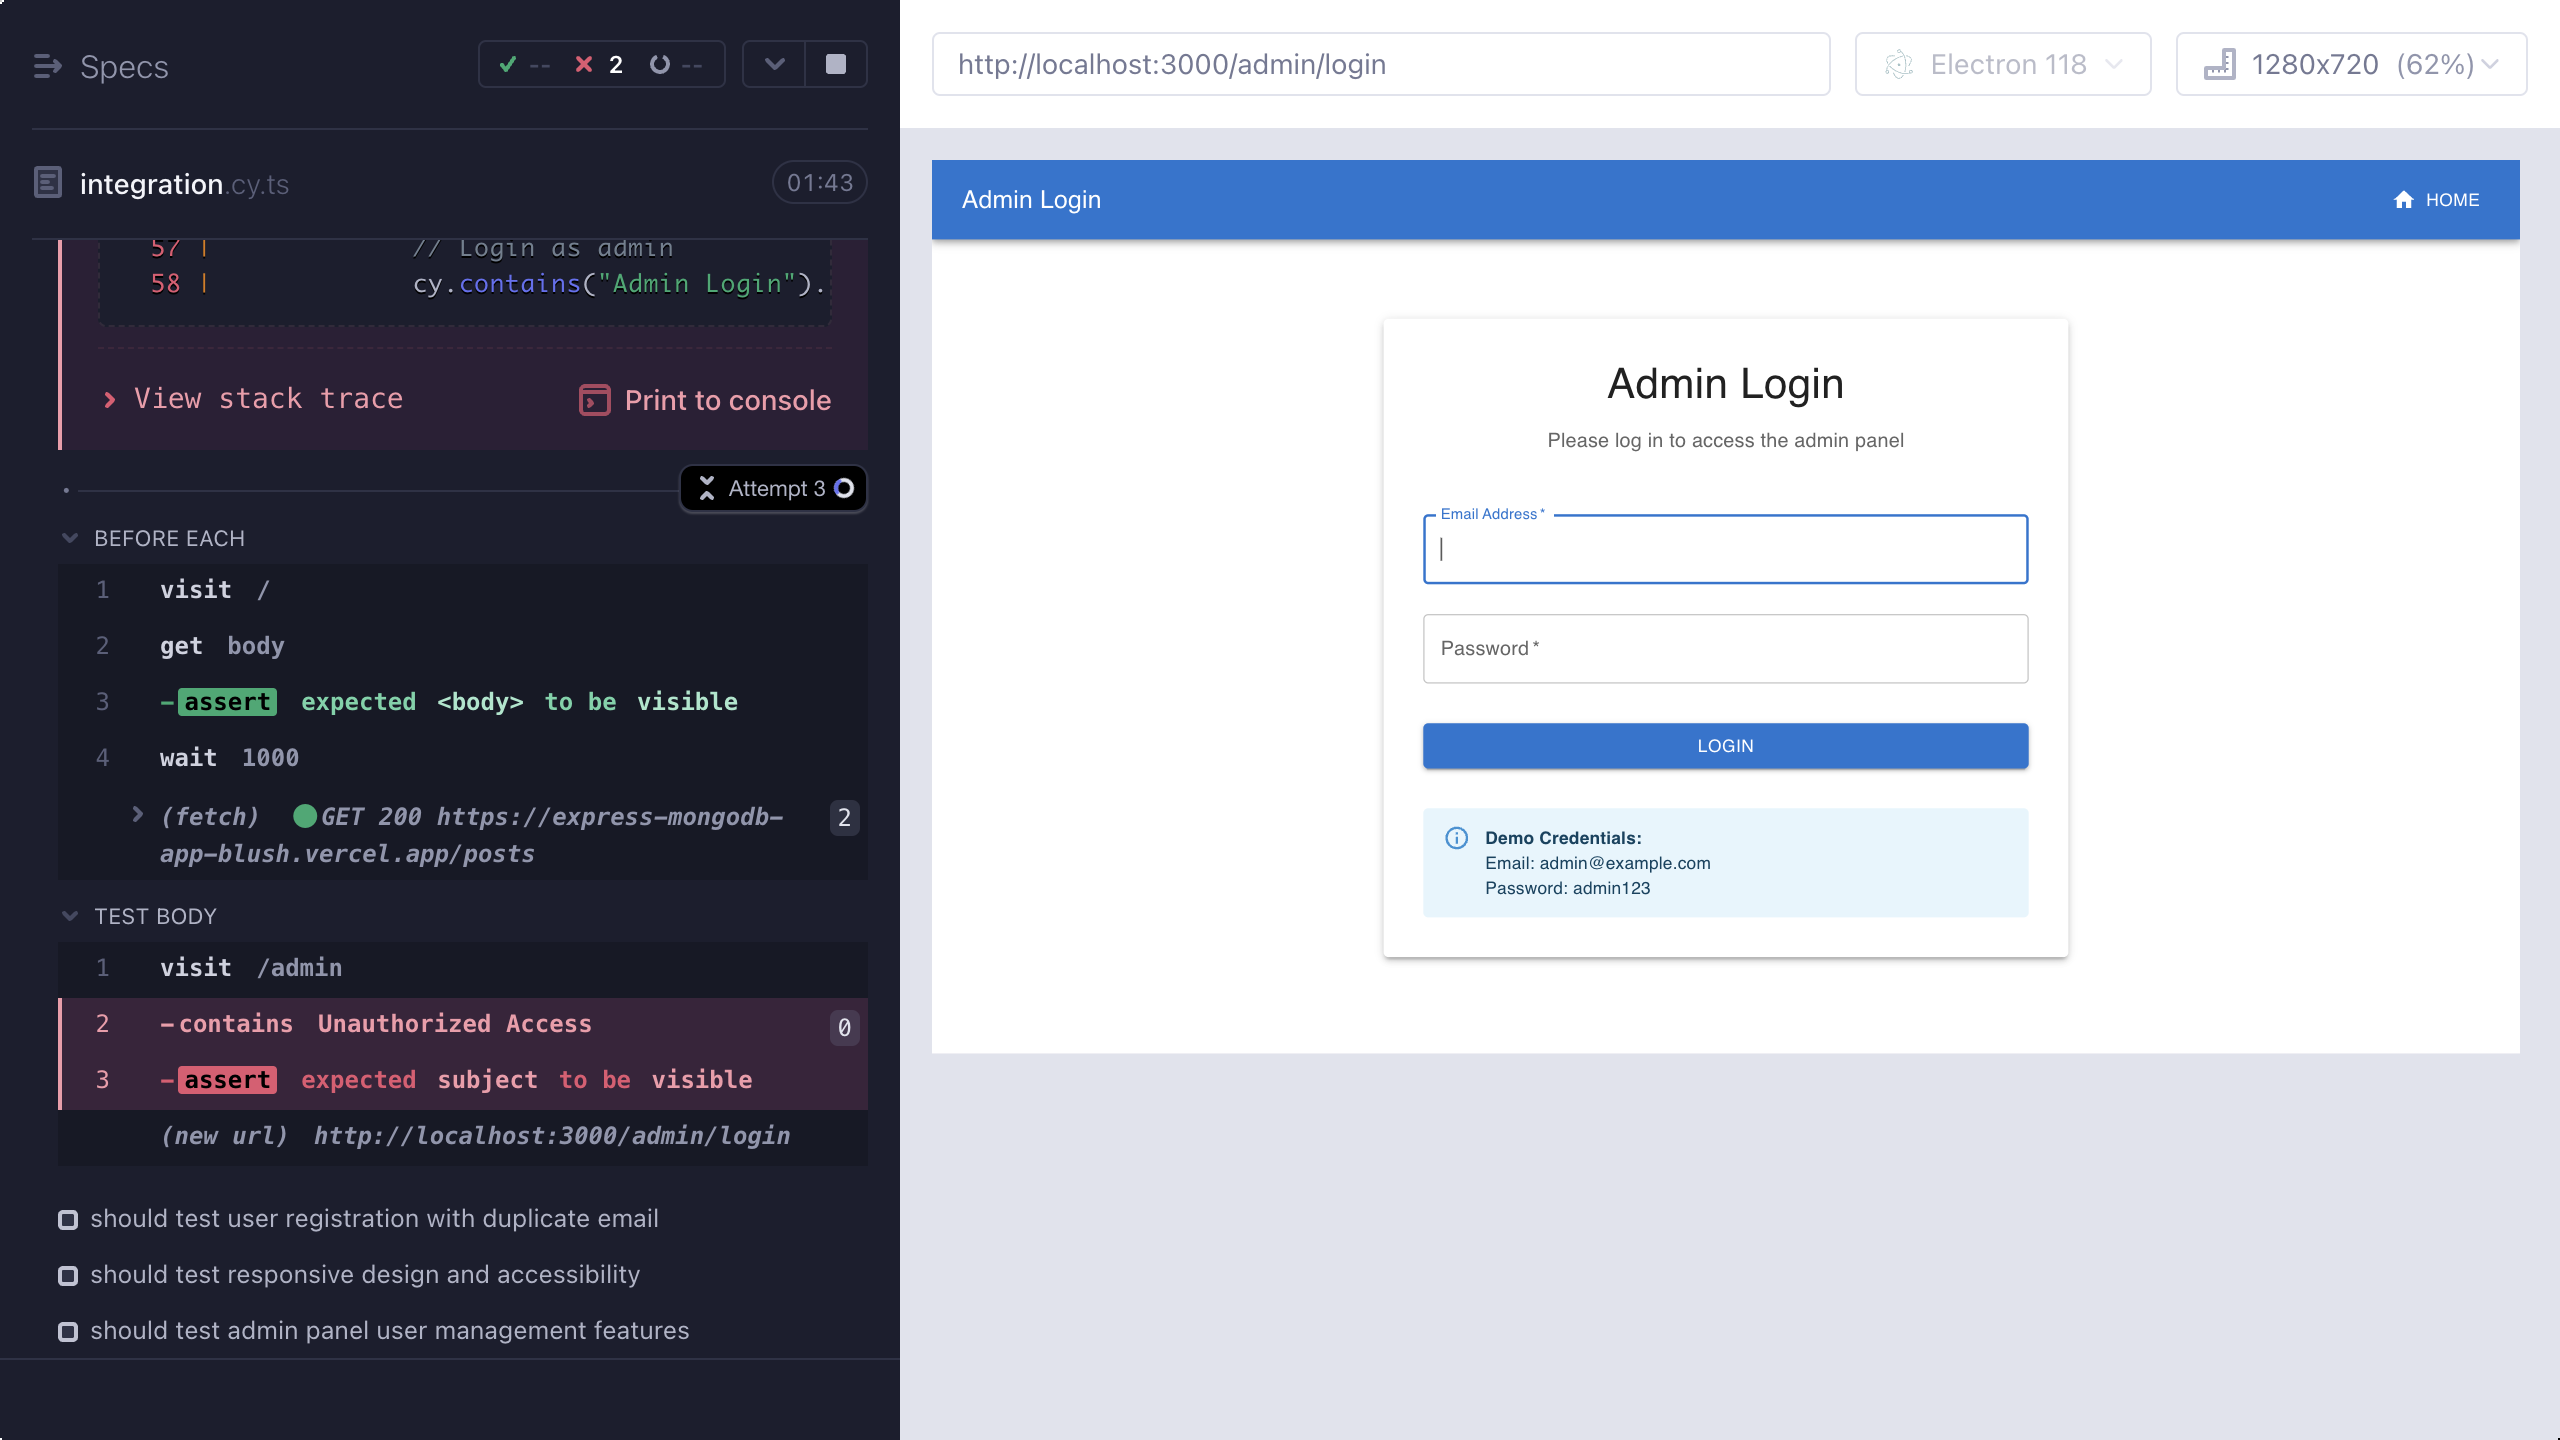 Specs
-- 2 --
integration.cy.ts
01:43
57 | // Login as admin
58 | cy.contains("Admin Login").
View stack trace
Print to console
Attempt 3
BEFORE EACH
1 visit /
2 get body
3 -assert expected <body> to be visible
4 wait 1000
(fetch) GET 200 https://express-mongodb-
app-blush.vercel.app/posts
2
TEST BODY
1 visit /admin
2 -contains Unauthorized Access 0
3 -assert expected subject to be visible
(new url) http://localhost:3000/admin/login
should test user registration with duplicate email
should test responsive design and accessibility
should test admin panel user management features
http://localhost:3000/admin/login
Electron 118
1280x720 (62%)
Admin Login
HOME
Admin Login
Please log in to access the admin panel
Email Address *
Password *
LOGIN
Demo Credentials:
Email: admin@example.com
Password: admin123